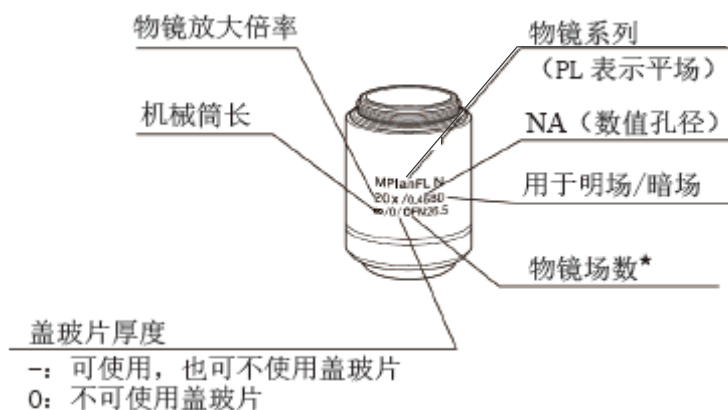 物镜放大倍率
物镜系列
（PL 表示平场）
机械筒长
NA（数值孔径）
MPlanFL N
20x/0.45BD
∞/0/OFN26.5
用于明场/暗场
物镜场数★
盖玻片厚度
-：可使用，也可不使用盖玻片
0：不可使用盖玻片